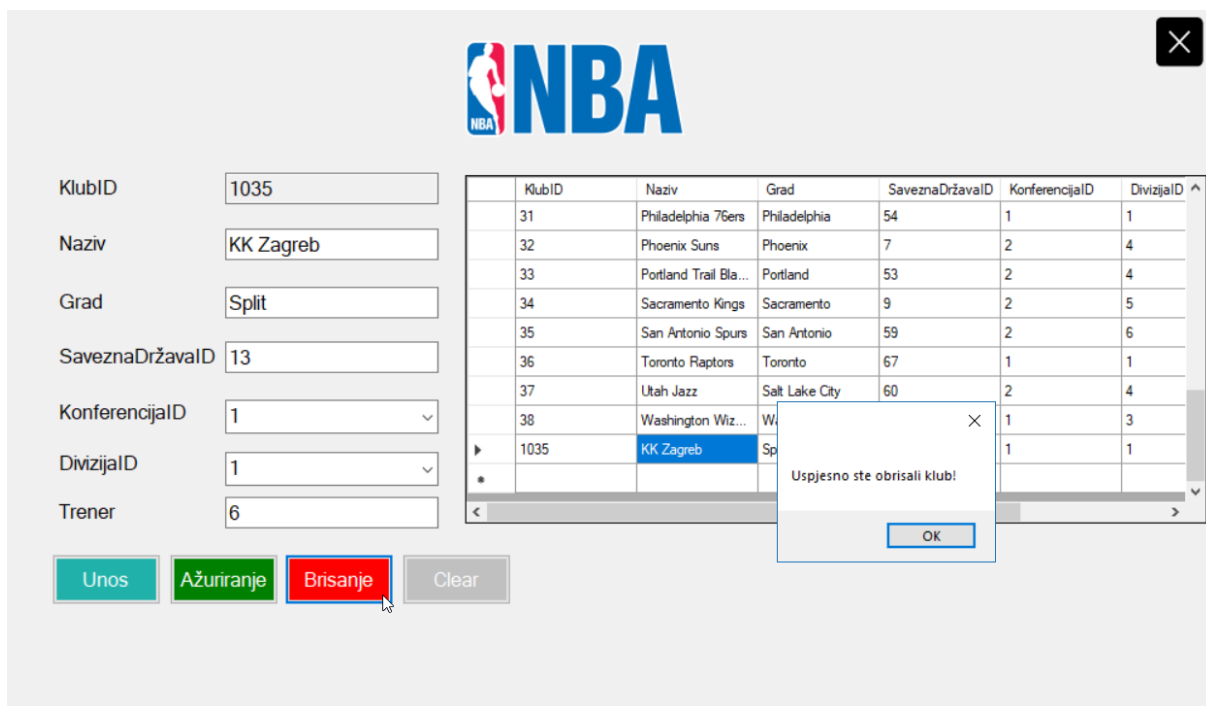 NBA NBA
KlubID 1035
Naziv KK Zagreb
Grad Split
SaveznaDržavaID 13
KonferencijaID 1
DivizijaID 1
Trener 6
Unos Ažuriranje Brisanje Clear
KlubID Naziv Grad SaveznaDržavaID KonferencijaID DivizijaID
31 Philadelphia 76ers Philadelphia 54 1 1
32 Phoenix Suns Phoenix 7 2 4
33 Portland Trail Bla... Portland 53 2 4
34 Sacramento Kings Sacramento 9 2 5
35 San Antonio Spurs San Antonio 59 2 6
36 Toronto Raptors Toronto 67 1 1
37 Utah Jazz Salt Lake City 60 2 4
38 Washington Wiz... 1 3
1035 KK Zagreb Sp 1 1
Uspjesno ste obrisali klub!
OK